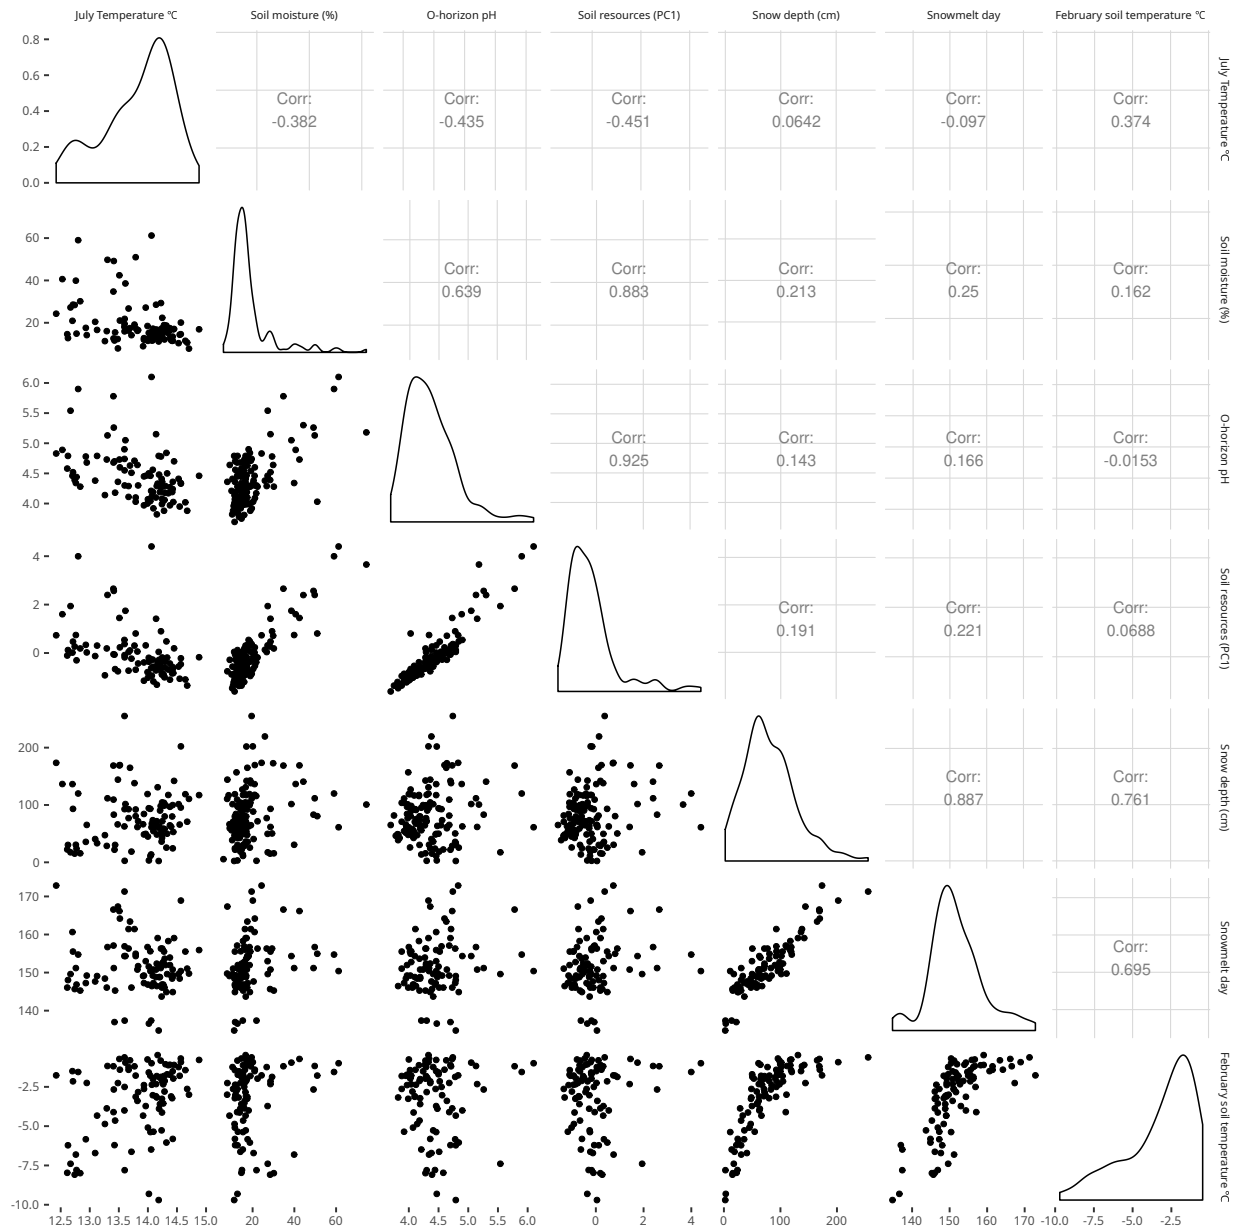 July Temperature °C
Soil moisture (%)
O-horizon pH
Soil resources (PC1)
Snow depth (cm)
Snowmelt day
February soil temperature °C
0.8
0.6
0.4
0.2
0.0
Corr:
-0.382
Corr:
-0.435
Corr:
-0.451
Corr:
0.0642
Corr:
-0.097
Corr:
0.374
July Temperature °C
60
40
20
Corr:
0.639
Corr:
0.883
Corr:
0.213
Corr:
0.25
Corr:
0.162
Soil moisture (%)
6.0
5.5
5.0
4.5
4.0
Corr:
0.925
Corr:
0.143
Corr:
0.166
Corr:
-0.0153
O-horizon pH
4
2
0
Corr:
0.191
Corr:
0.221
Corr:
0.0688
Soil resources (PC1)
200
100
0
Corr:
0.887
Corr:
0.761
Snow depth (cm)
170
160
150
140
Corr:
0.695
Snowmelt day
-2.5
-5.0
-7.5
-10.0
February soil temperature °C
12.5 13.0 13.5 14.0 14.5 15.0
20 40 60
4.0 4.5 5.0 5.5 6.0
0 2 4
0 100 200
140 150 160 170
-10.0 -7.5 -5.0 -2.5